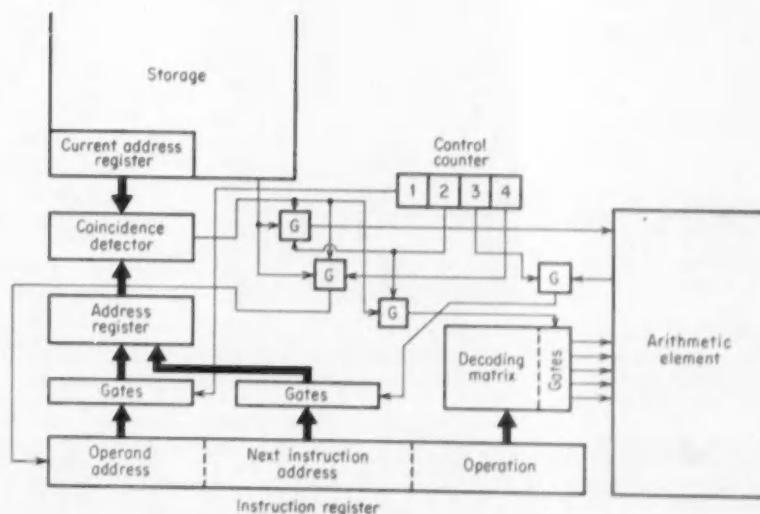 Storage
Current address
register
Control
counter
1 2 3 4
Coincidence
detector
G
G
G
G
Address
register
Decoding
matrix
Gates
Arithmetic
element
Gates
Gates
Operand
address
Next instruction
address
Operation
Instruction register